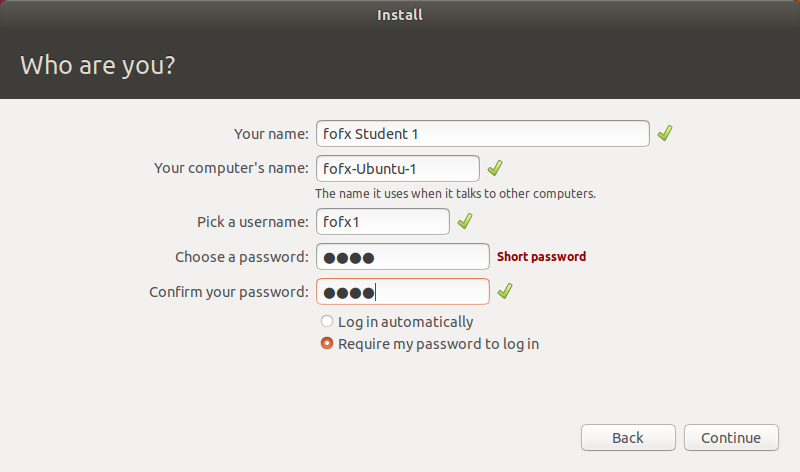 Install
Who are you?
Your name: fofx Student 1
Your computer's name: fofx-Ubuntu-1
The name it uses when it talks to other computers.
Pick a username: fofx1
Choose a password: ●●●● Short password
Confirm your password: ●●●●
Log in automatically
Require my password to log in
Back Continue